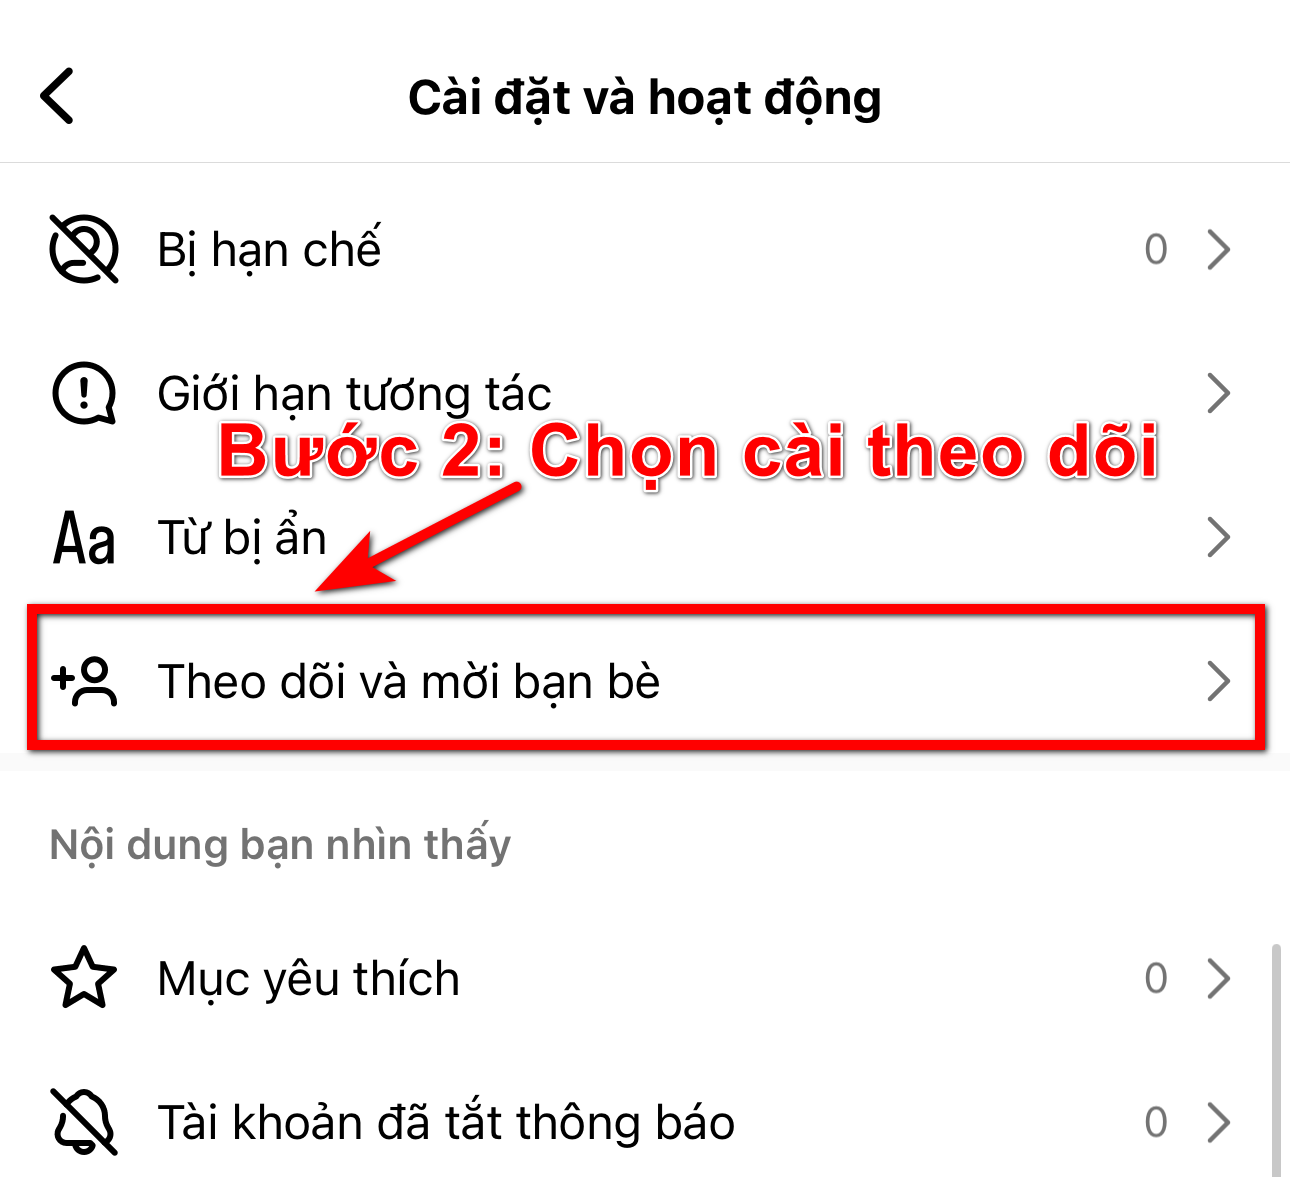 Cài đặt và hoạt động
Bị hạn chế 0
Giới hạn tương tác
Bước 2: Chọn cài theo dõi
Aa Từ bị ẩn
Theo dõi và mời bạn bè
Nội dung bạn nhìn thấy
Mục yêu thích 0
Tài khoản đã tắt thông báo 0